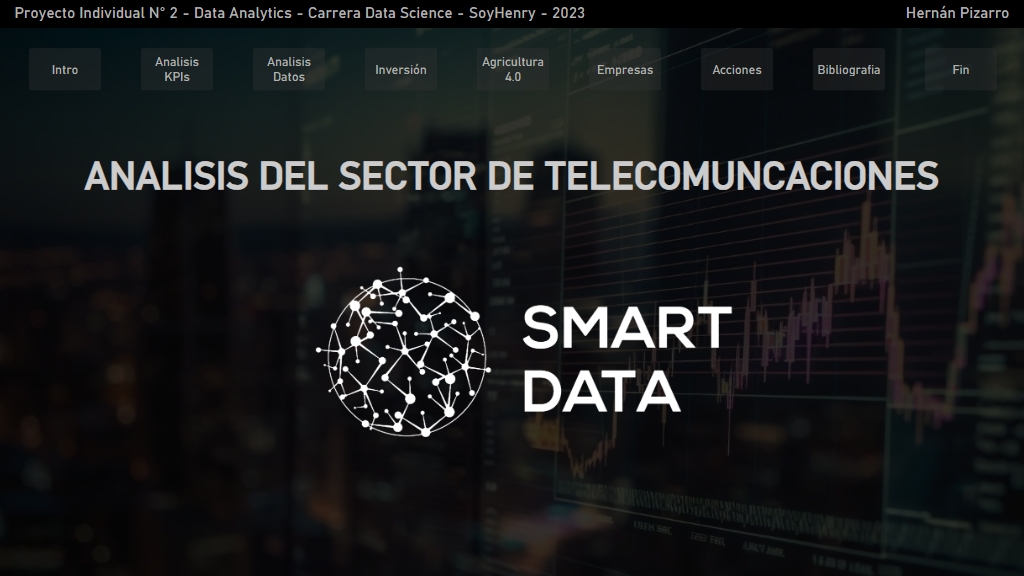 Proyecto Individual N° 2 - Data Analytics - Carrera Data Science - SoyHenry - 2023
Hernán Pizarro
Intro
Analisis
KPIs
Analisis
Datos
Inversión
Agricultura
4.0
Empresas
Acciones
Bibliografia
Fin
ANALISIS DEL SECTOR DE TELECOMUNCACIONES
SMART
DATA